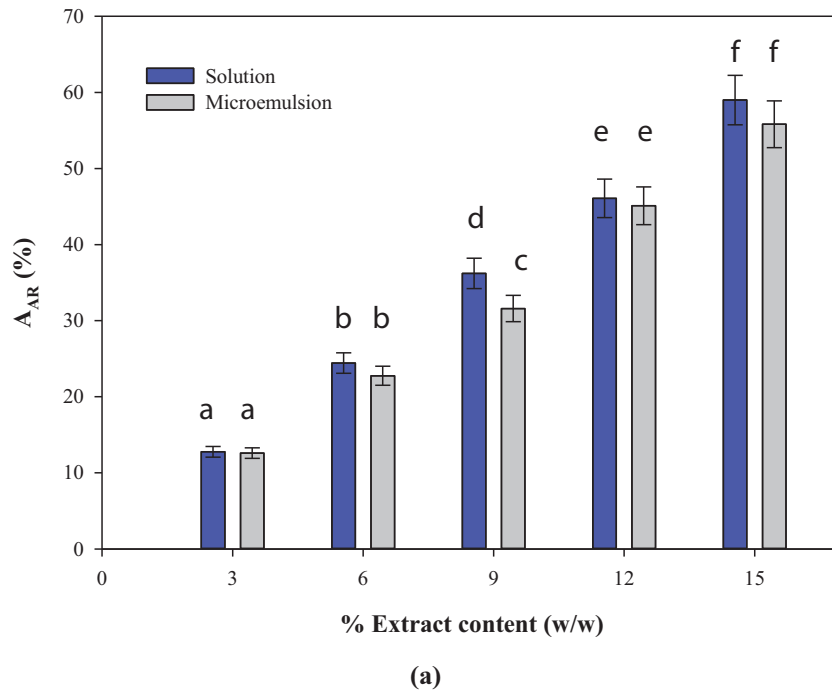 70
60
50
40
30
20
10
0
A_AR (%)
Solution
Microemulsion
a a
b b
d c
e e
f f
0 3 6 9 12 15
% Extract content (w/w)
(a)